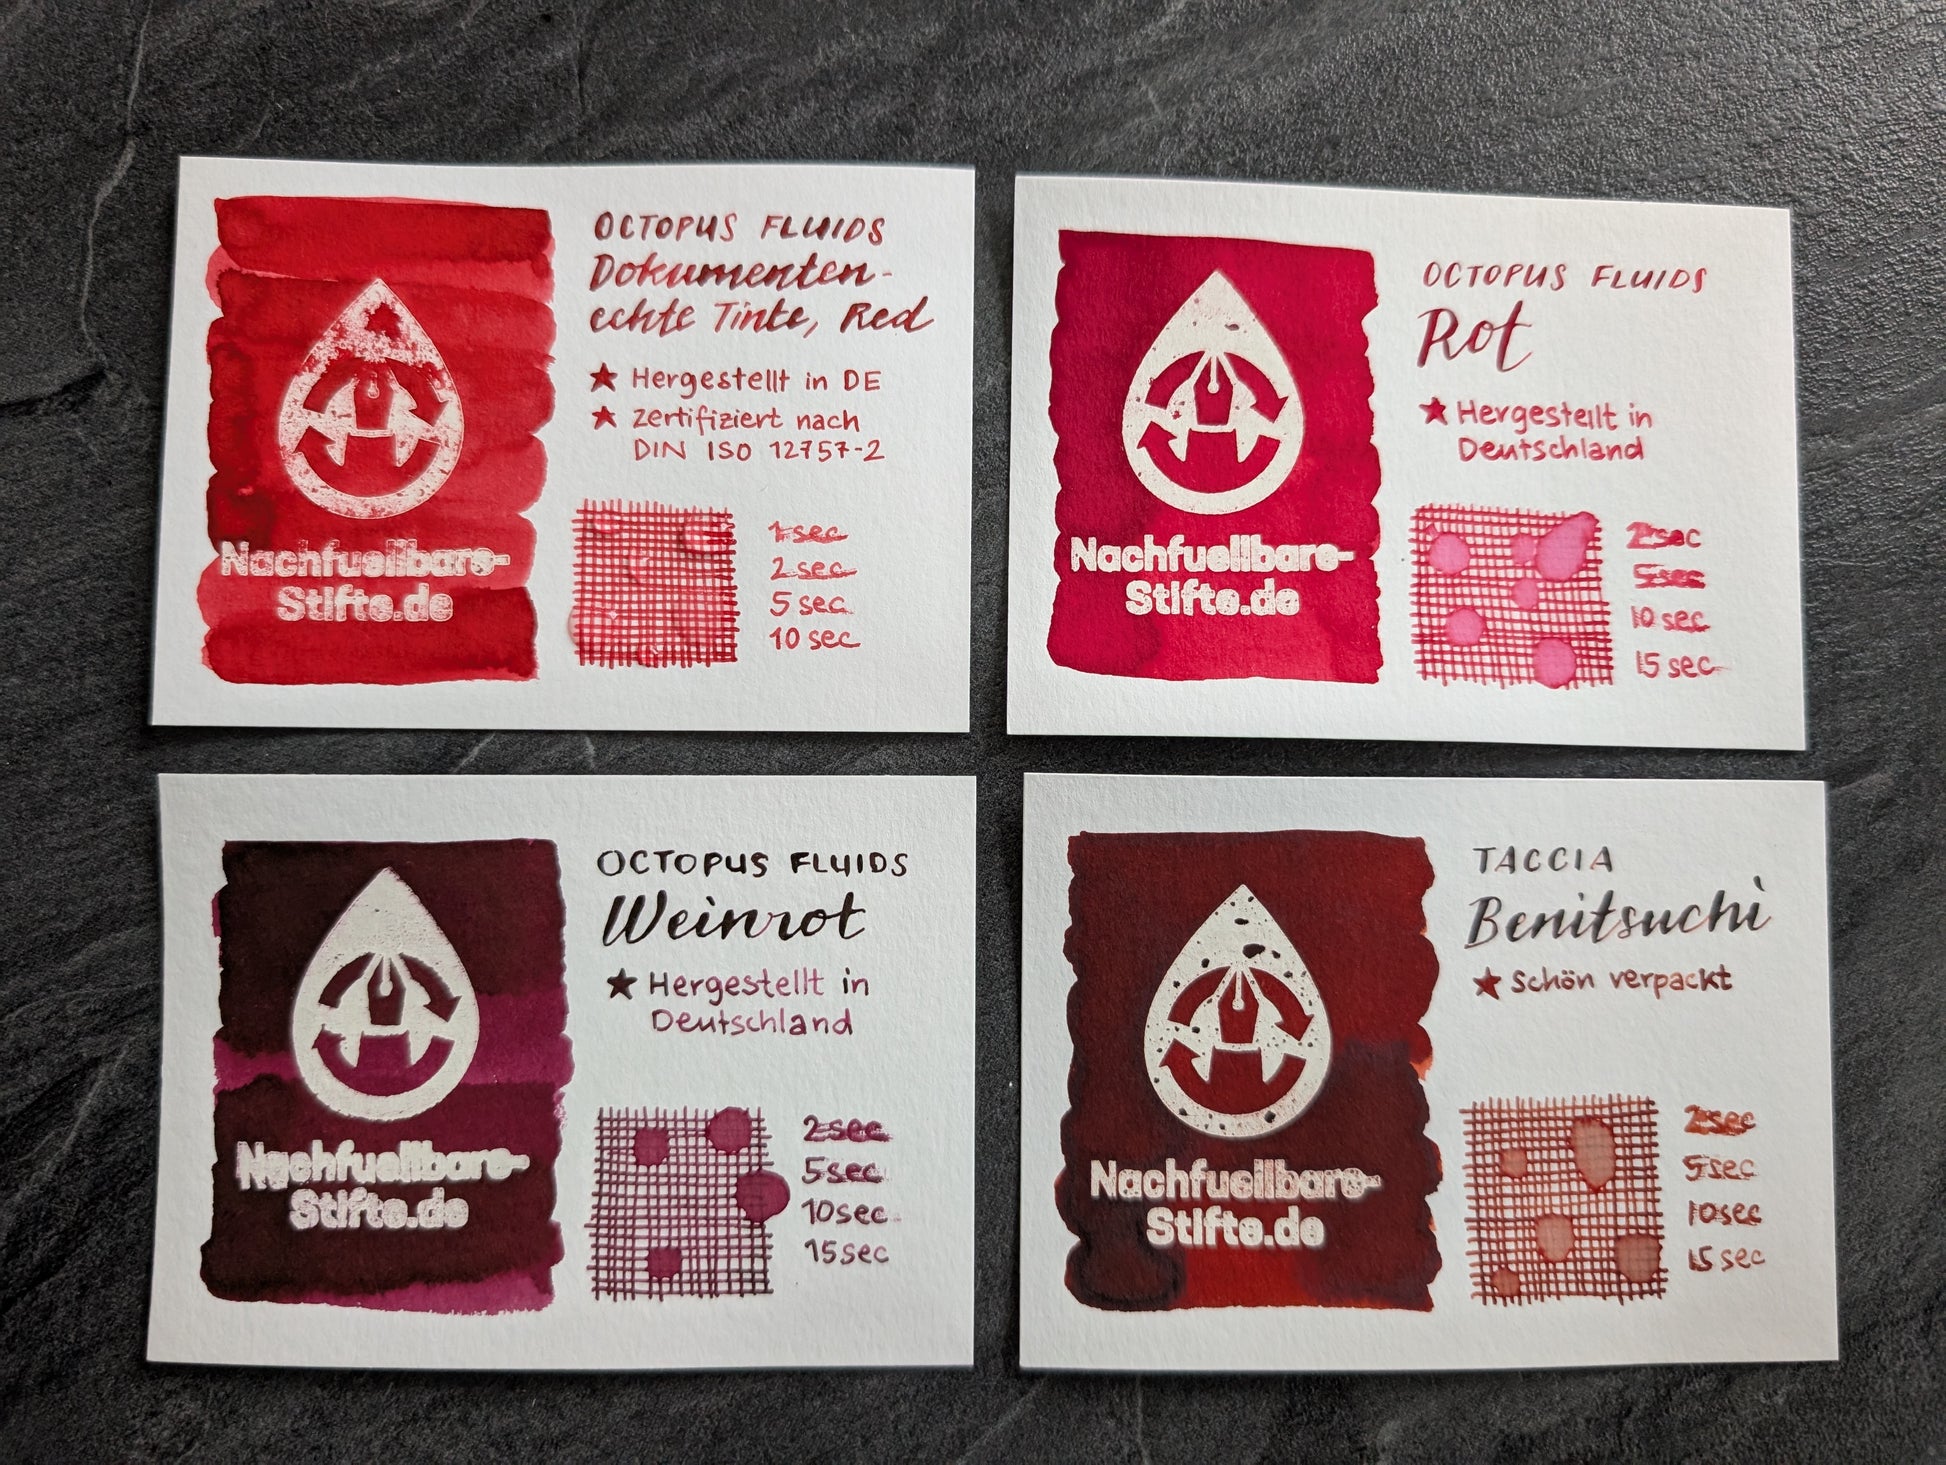 OCTOPUS FLUIDS
Dokumenten-
echte Tinte, Red
★ Hergestellt in DE
★ zertifiziert nach
DIN ISO 12757-2
1 sec
2 sec
5 sec
10 sec
Nachfuellbare-
Stifte.de
OCTOPUS FLUIDS
Rot
★ Hergestellt in
Deutschland
2 sec
5 sec
10 sec
15 sec
Nachfuellbare-
Stifte.de
OCTOPUS FLUIDS
Weinrot
★ Hergestellt in
Deutschland
2 sec
5 sec
10 sec
15 sec
Nachfuellbare-
Stifte.de
TACCIA
Benitsuchi
★ Schön verpackt
2 sec
5 sec
10 sec
15 sec
Nachfuellbare-
Stifte.de